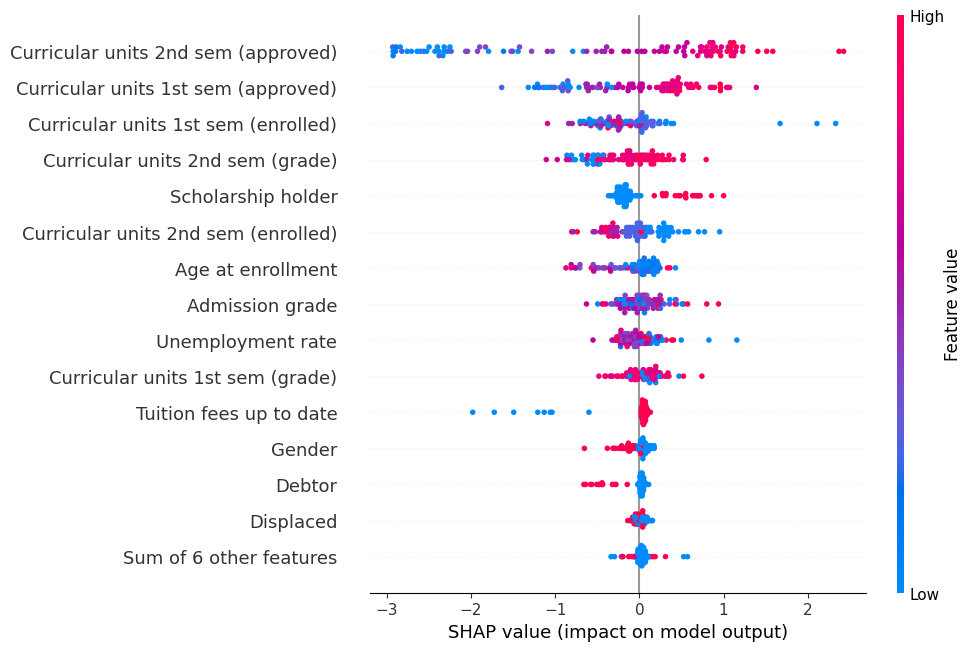 Curricular units 2nd sem (approved)
Curricular units 1st sem (approved)
Curricular units 1st sem (enrolled)
Curricular units 2nd sem (grade)
Scholarship holder
Curricular units 2nd sem (enrolled)
Age at enrollment
Admission grade
Unemployment rate
Curricular units 1st sem (grade)
Tuition fees up to date
Gender
Debtor
Displaced
Sum of 6 other features
−3 −2 −1 0 1 2
SHAP value (impact on model output)
High
Feature value
Low